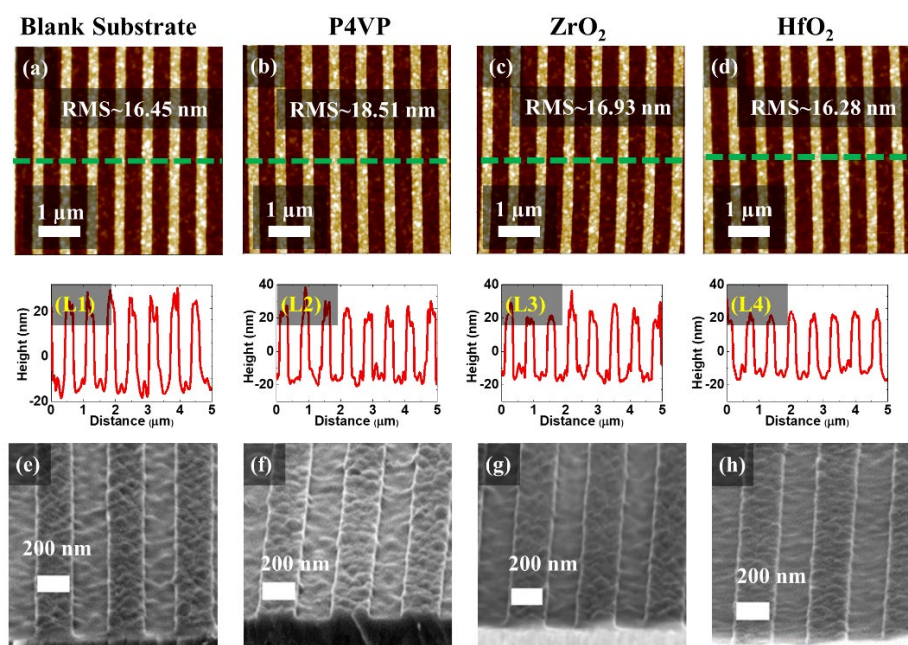 Blank Substrate P4VP ZrO₂ HfO₂
(a) (b) (c) (d)
RMS~16.45 nm RMS~18.51 nm RMS~16.93 nm RMS~16.28 nm
1 μm 1 μm 1 μm 1 μm
(L1) (L2) (L3) (L4)
Height (nm) Height (nm) Height (nm) Height (nm)
20 40 40 40
0 20 20 20
-20 0 0 0
-20 -20 -20
0 1 2 3 4 5 0 1 2 3 4 5 0 1 2 3 4 5 0 1 2 3 4 5
Distance (μm) Distance (μm) Distance (μm) Distance (μm)
(e) (f) (g) (h)
200 nm 200 nm 200 nm 200 nm